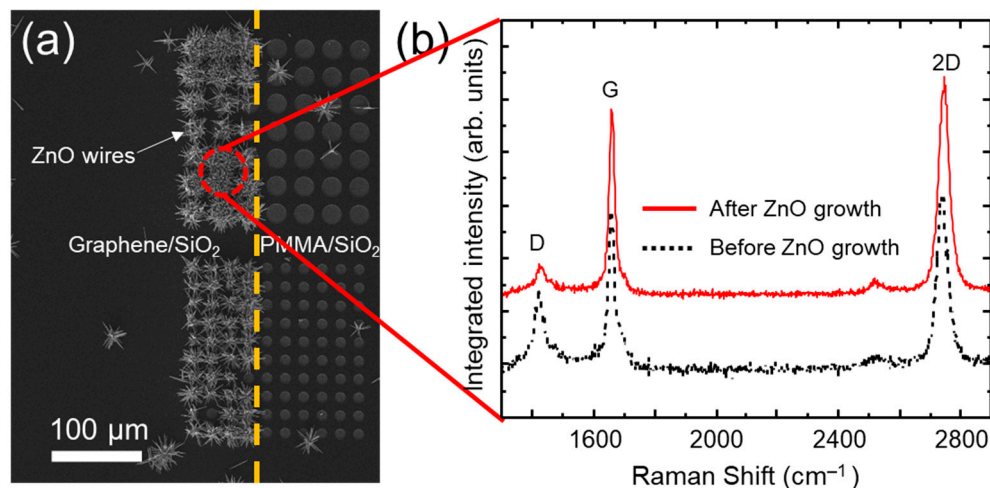 (a)
ZnO wires
Graphene/SiO₂
PMMA/SiO₂
100 μm
(b)
Integrated intensity (arb. units)
D
G
2D
After ZnO growth
Before ZnO growth
1600
2000
2400
2800
Raman Shift (cm⁻¹)